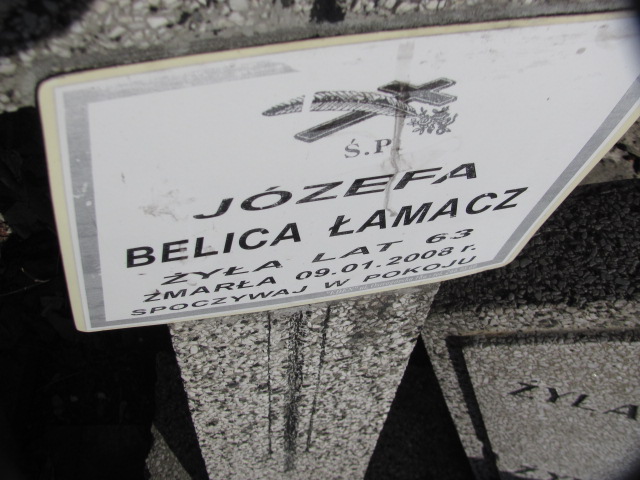 Ś.P.
JÓZEFA
BELICA ŁAMACZ
ŻYŁA LAT 63
ZMARŁA 09.01.2008 r.
SPOCZYWAJ W POKOJU
ŻYŁA